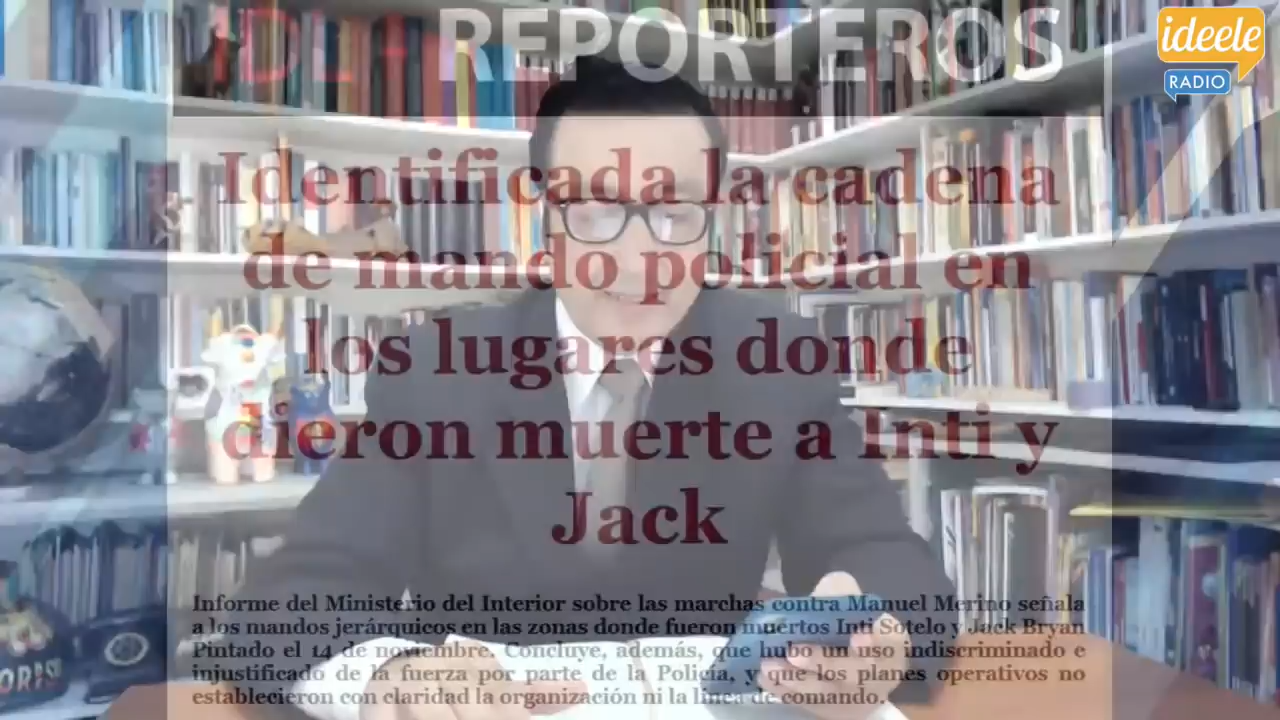 IDL - REPORTEROS
ideele
RADIO
Identificada la cadena
de mando policial en
los lugares donde
dieron muerte a Inti y
Jack
Informe del Ministerio del Interior sobre las marchas contra Manuel Merino señala
a los mandos jerárquicos en las zonas donde fueron muertos Inti Sotelo y Jack Bryan
Pintado el 14 de noviembre. Concluye, además, que hubo un uso indiscriminado e
injustificado de la fuerza por parte de la Policía, y que los planes operativos no
establecieron con claridad la organización ni la línea de comando.